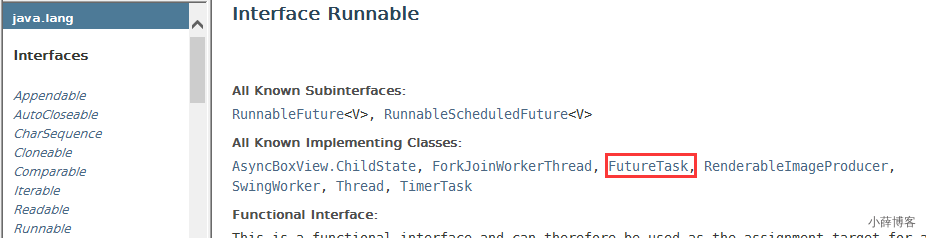 java.lang
Interfaces
Appendable
AutoCloseable
CharSequence
Cloneable
Comparable
Iterable
Readable
Runnable
Interface Runnable
All Known Subinterfaces:
RunnableFuture<V>, RunnableScheduledFuture<V>
All Known Implementing Classes:
AsyncBoxView.ChildState, ForkJoinWorkerThread, FutureTask, RenderableImageProducer,
SwingWorker, Thread, TimerTask
Functional Interface:
This is a functional interface and can therefore be used as the assignment target for a
小薛博客